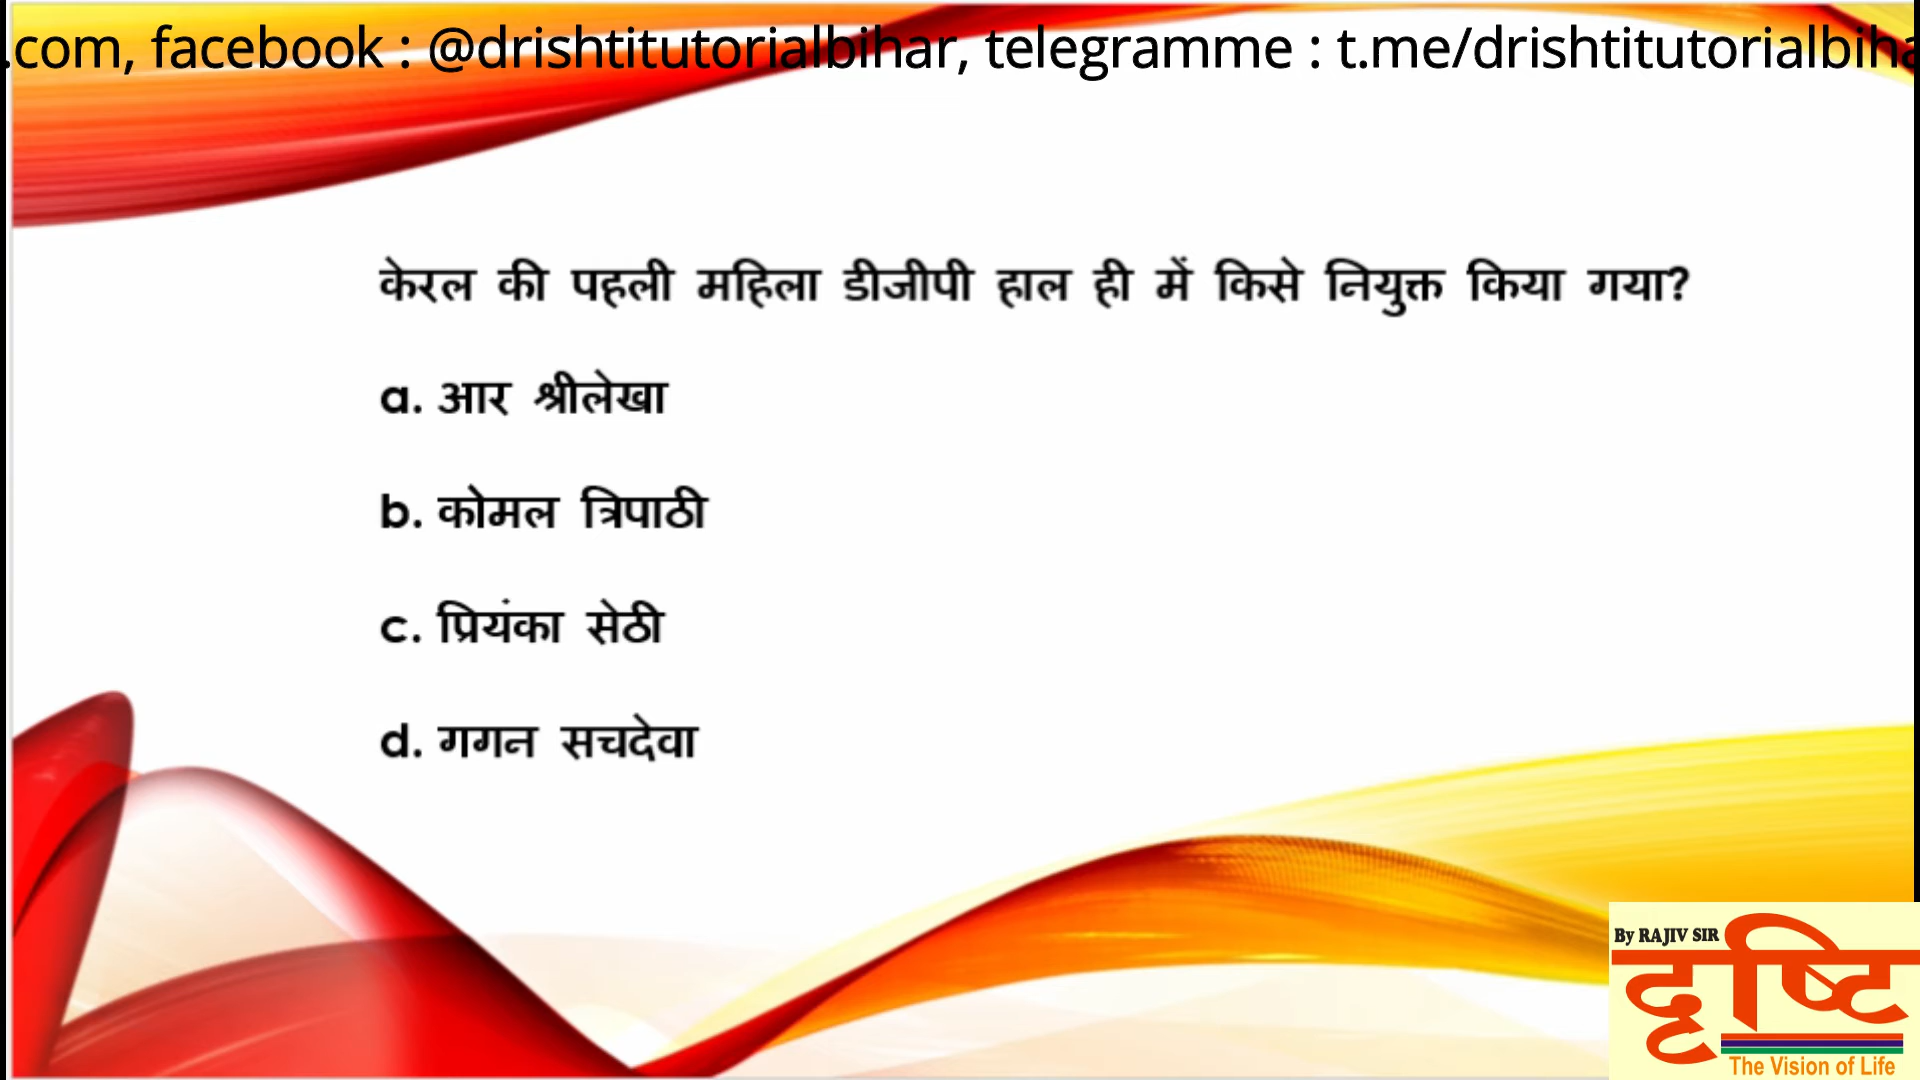 .com, facebook : @drishtitutorialbihar, telegramme : t.me/drishtitutorialbiha
केरल की पहली महिला डीजीपी हाल ही में किसे नियुक्त किया गया?
a. आर श्रीलेखा
b. कोमल त्रिपाठी
c. प्रियंका सेठी
d. गगन सचदेवा
By RAJIV SIR
दृष्टि
The Vision of Life